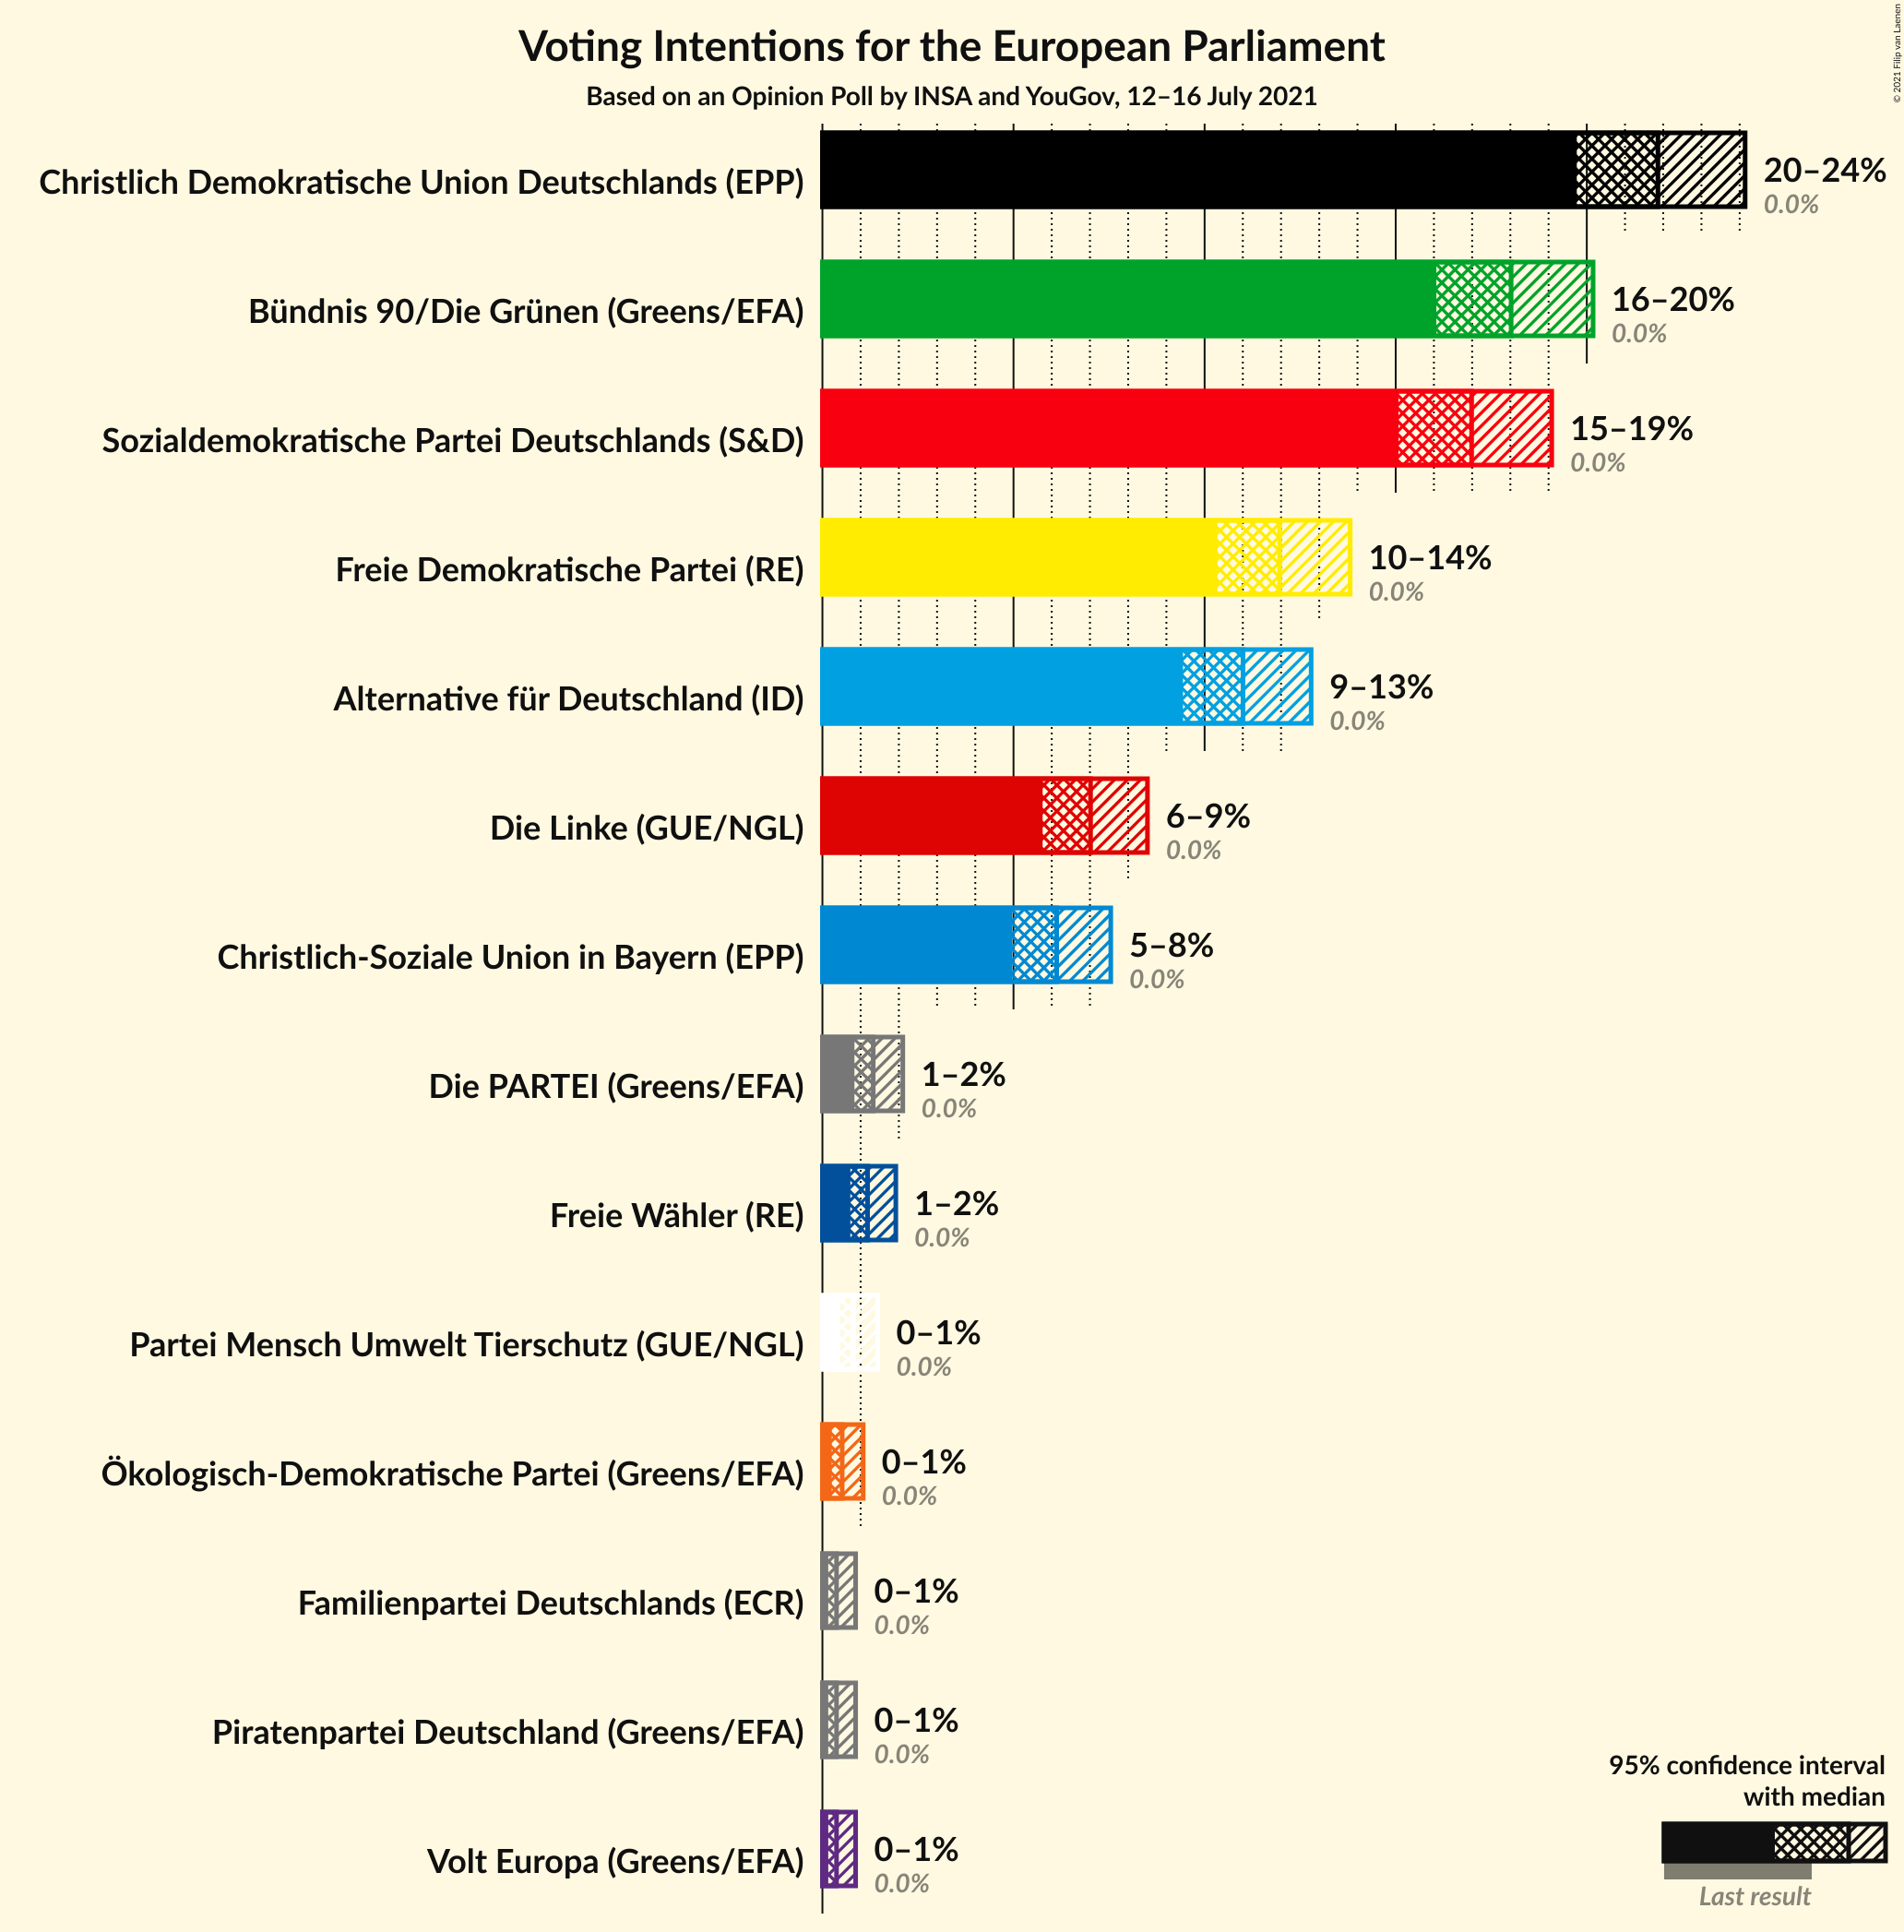 Voting Intentions for the European Parliament
Based on an Opinion Poll by INSA and YouGov, 12–16 July 2021
© 2021 Filip van Laenen
Christlich Demokratische Union Deutschlands (EPP)
20–24%
0.0%
Bündnis 90/Die Grünen (Greens/EFA)
16–20%
0.0%
Sozialdemokratische Partei Deutschlands (S&D)
15–19%
0.0%
Freie Demokratische Partei (RE)
10–14%
0.0%
Alternative für Deutschland (ID)
9–13%
0.0%
Die Linke (GUE/NGL)
6–9%
0.0%
Christlich-Soziale Union in Bayern (EPP)
5–8%
0.0%
Die PARTEI (Greens/EFA)
1–2%
0.0%
Freie Wähler (RE)
1–2%
0.0%
Partei Mensch Umwelt Tierschutz (GUE/NGL)
0–1%
0.0%
Ökologisch-Demokratische Partei (Greens/EFA)
0–1%
0.0%
Familienpartei Deutschlands (ECR)
0–1%
0.0%
Piratenpartei Deutschland (Greens/EFA)
0–1%
0.0%
Volt Europa (Greens/EFA)
0–1%
0.0%
95% confidence interval
with median
Last result